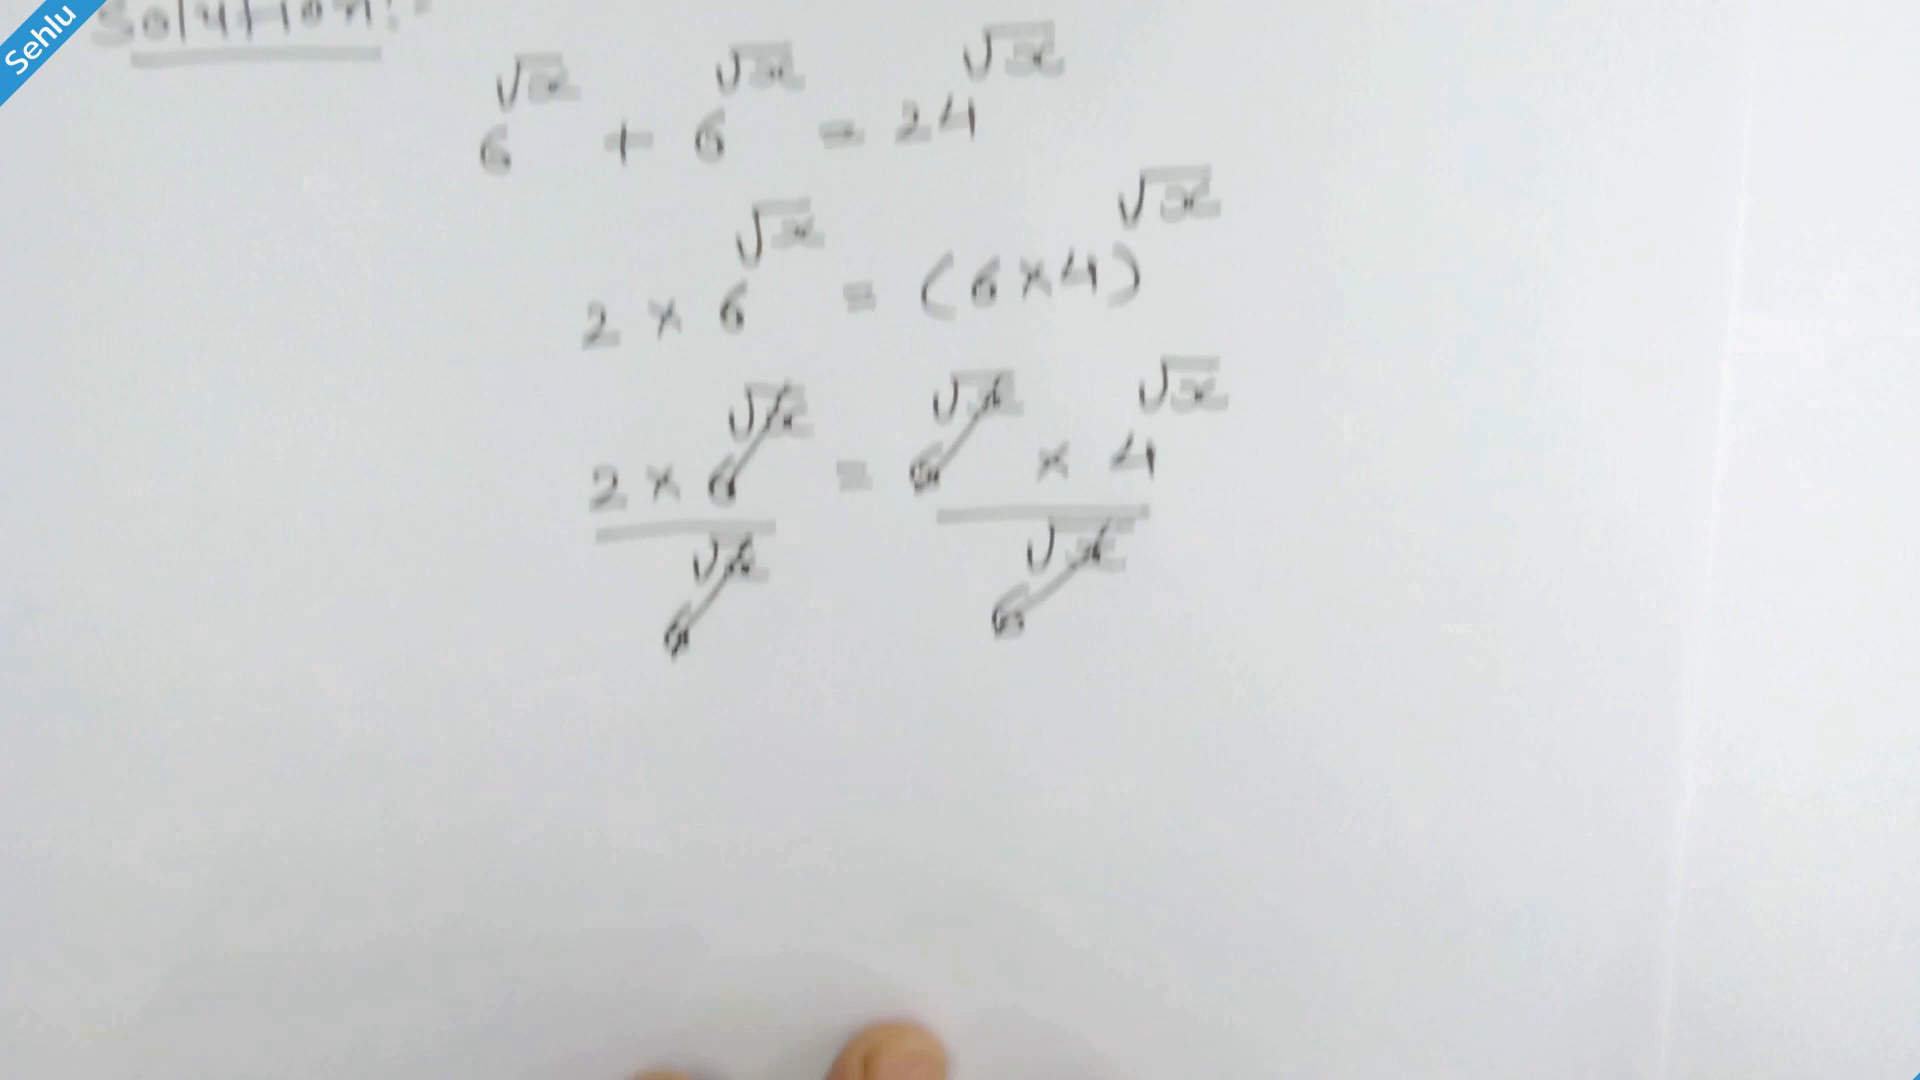 Sehlu
Solution:-
6^√x + 6^√x = 24^√x
2 × 6^√x = (6×4)^√x
2 × 6^√x / 6^√x = 6^√x × 4^√x / 6^√x